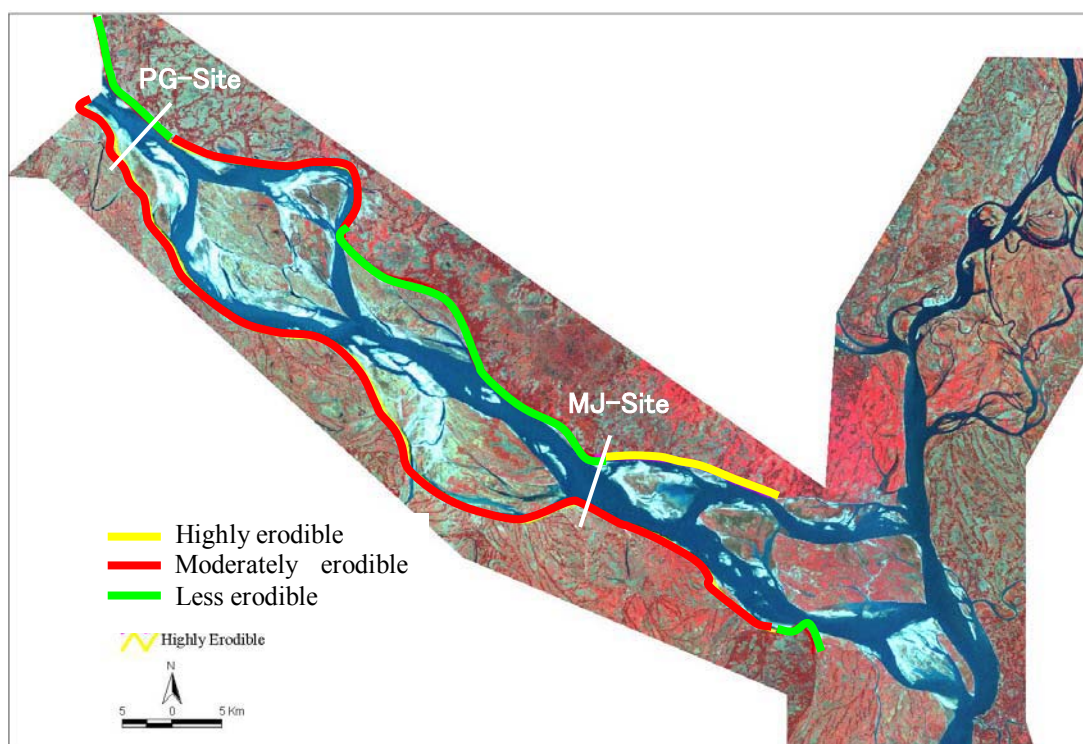 PG-Site
MJ-Site
Highly erodible
Moderately erodible
Less erodible
Highly Erodible
N
5 0 5 Km